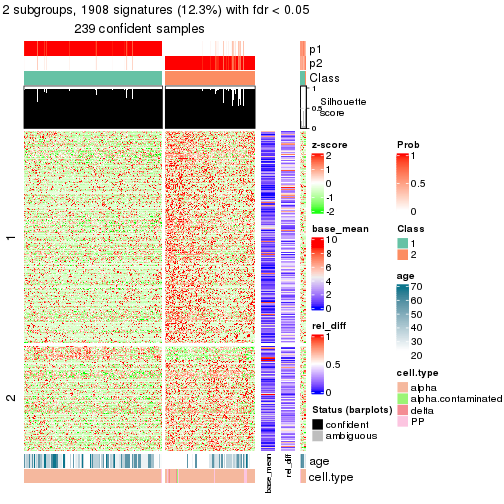 2 subgroups, 1908 signatures (12.3%) with fdr < 0.05
239 confident samples
p1
p2
Class
1
0.5
0
Silhouette
score
1
2
z-score
2
1
0
-1
-2
base_mean
10
8
6
4
2
0
rel_diff
1
0.5
0
Status (barplots)
confident
ambiguous
Prob
1
0.5
0
Class
1
2
age
70
60
50
40
30
20
cell.type
alpha
alpha.contaminated
delta
PP
age
cell.type
base_mean
rel_diff